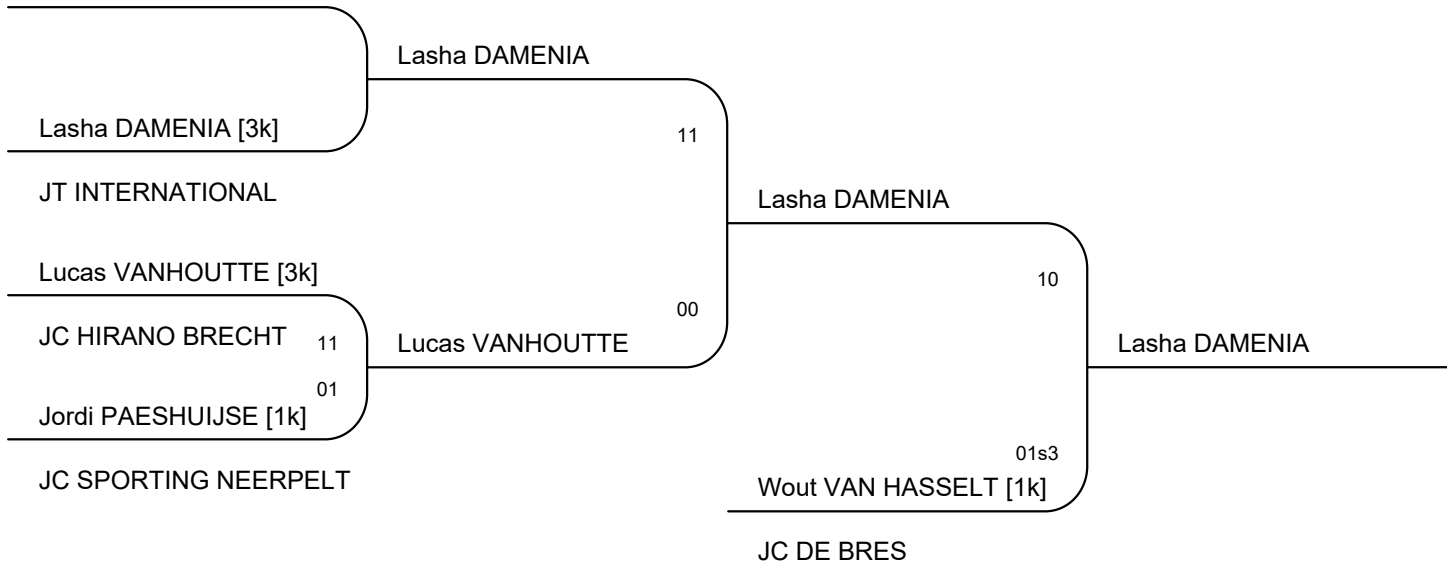 Lasha DAMENIA
Lasha DAMENIA [3k]
11
JT INTERNATIONAL
Lasha DAMENIA
Lucas VANHOUTTE [3k]
10
00
JC HIRANO BRECHT
11
Lucas VANHOUTTE
Lasha DAMENIA
01
Jordi PAESHUIJSE [1k]
01s3
JC SPORTING NEERPELT
Wout VAN HASSELT [1k]
JC DE BRES